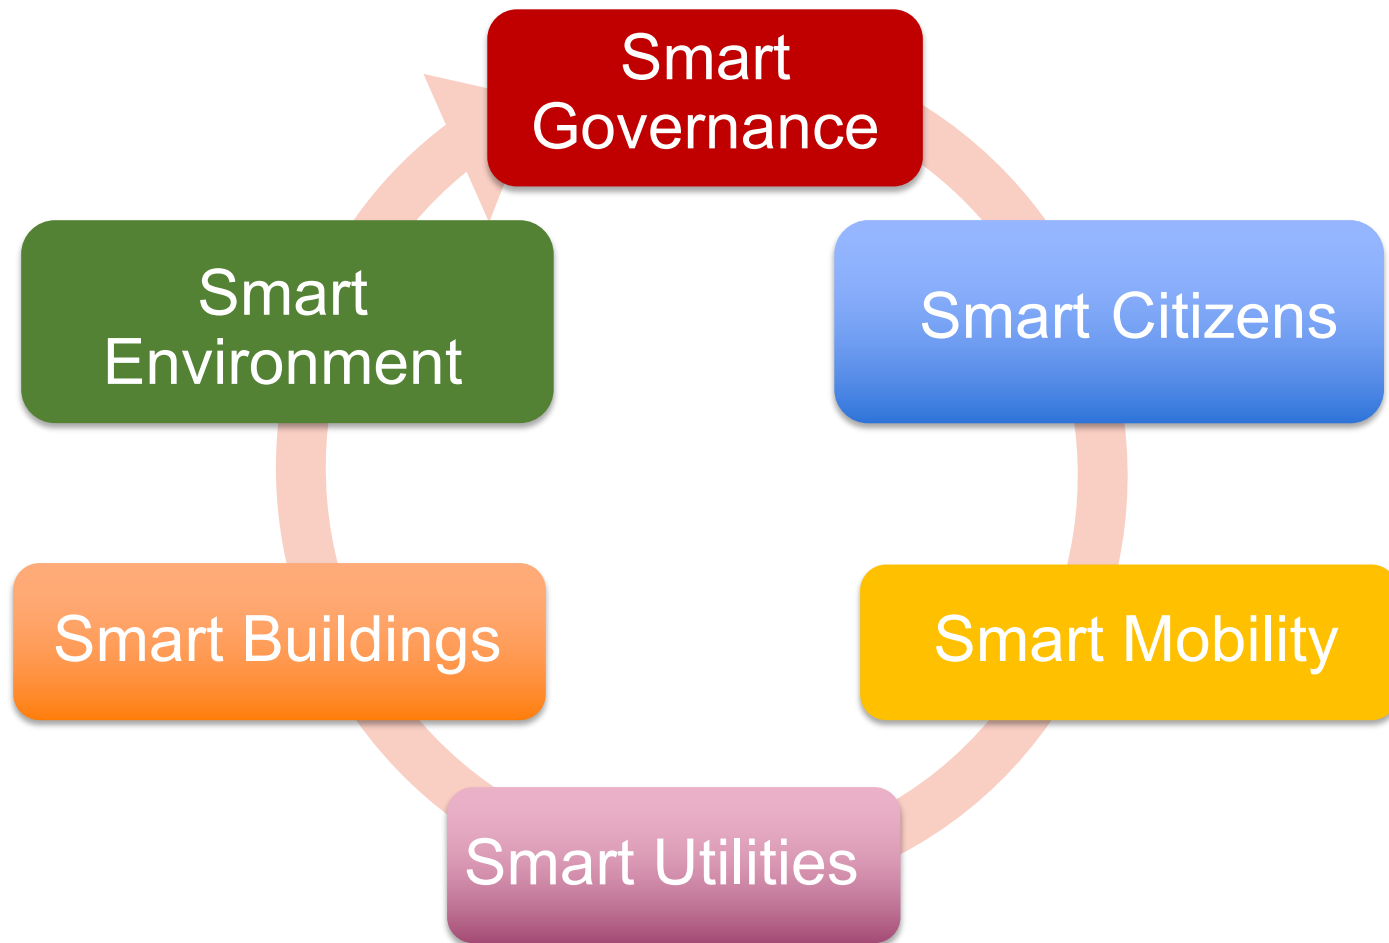 Smart
Governance
Smart Citizens
Smart Mobility
Smart Utilities
Smart Buildings
Smart
Environment